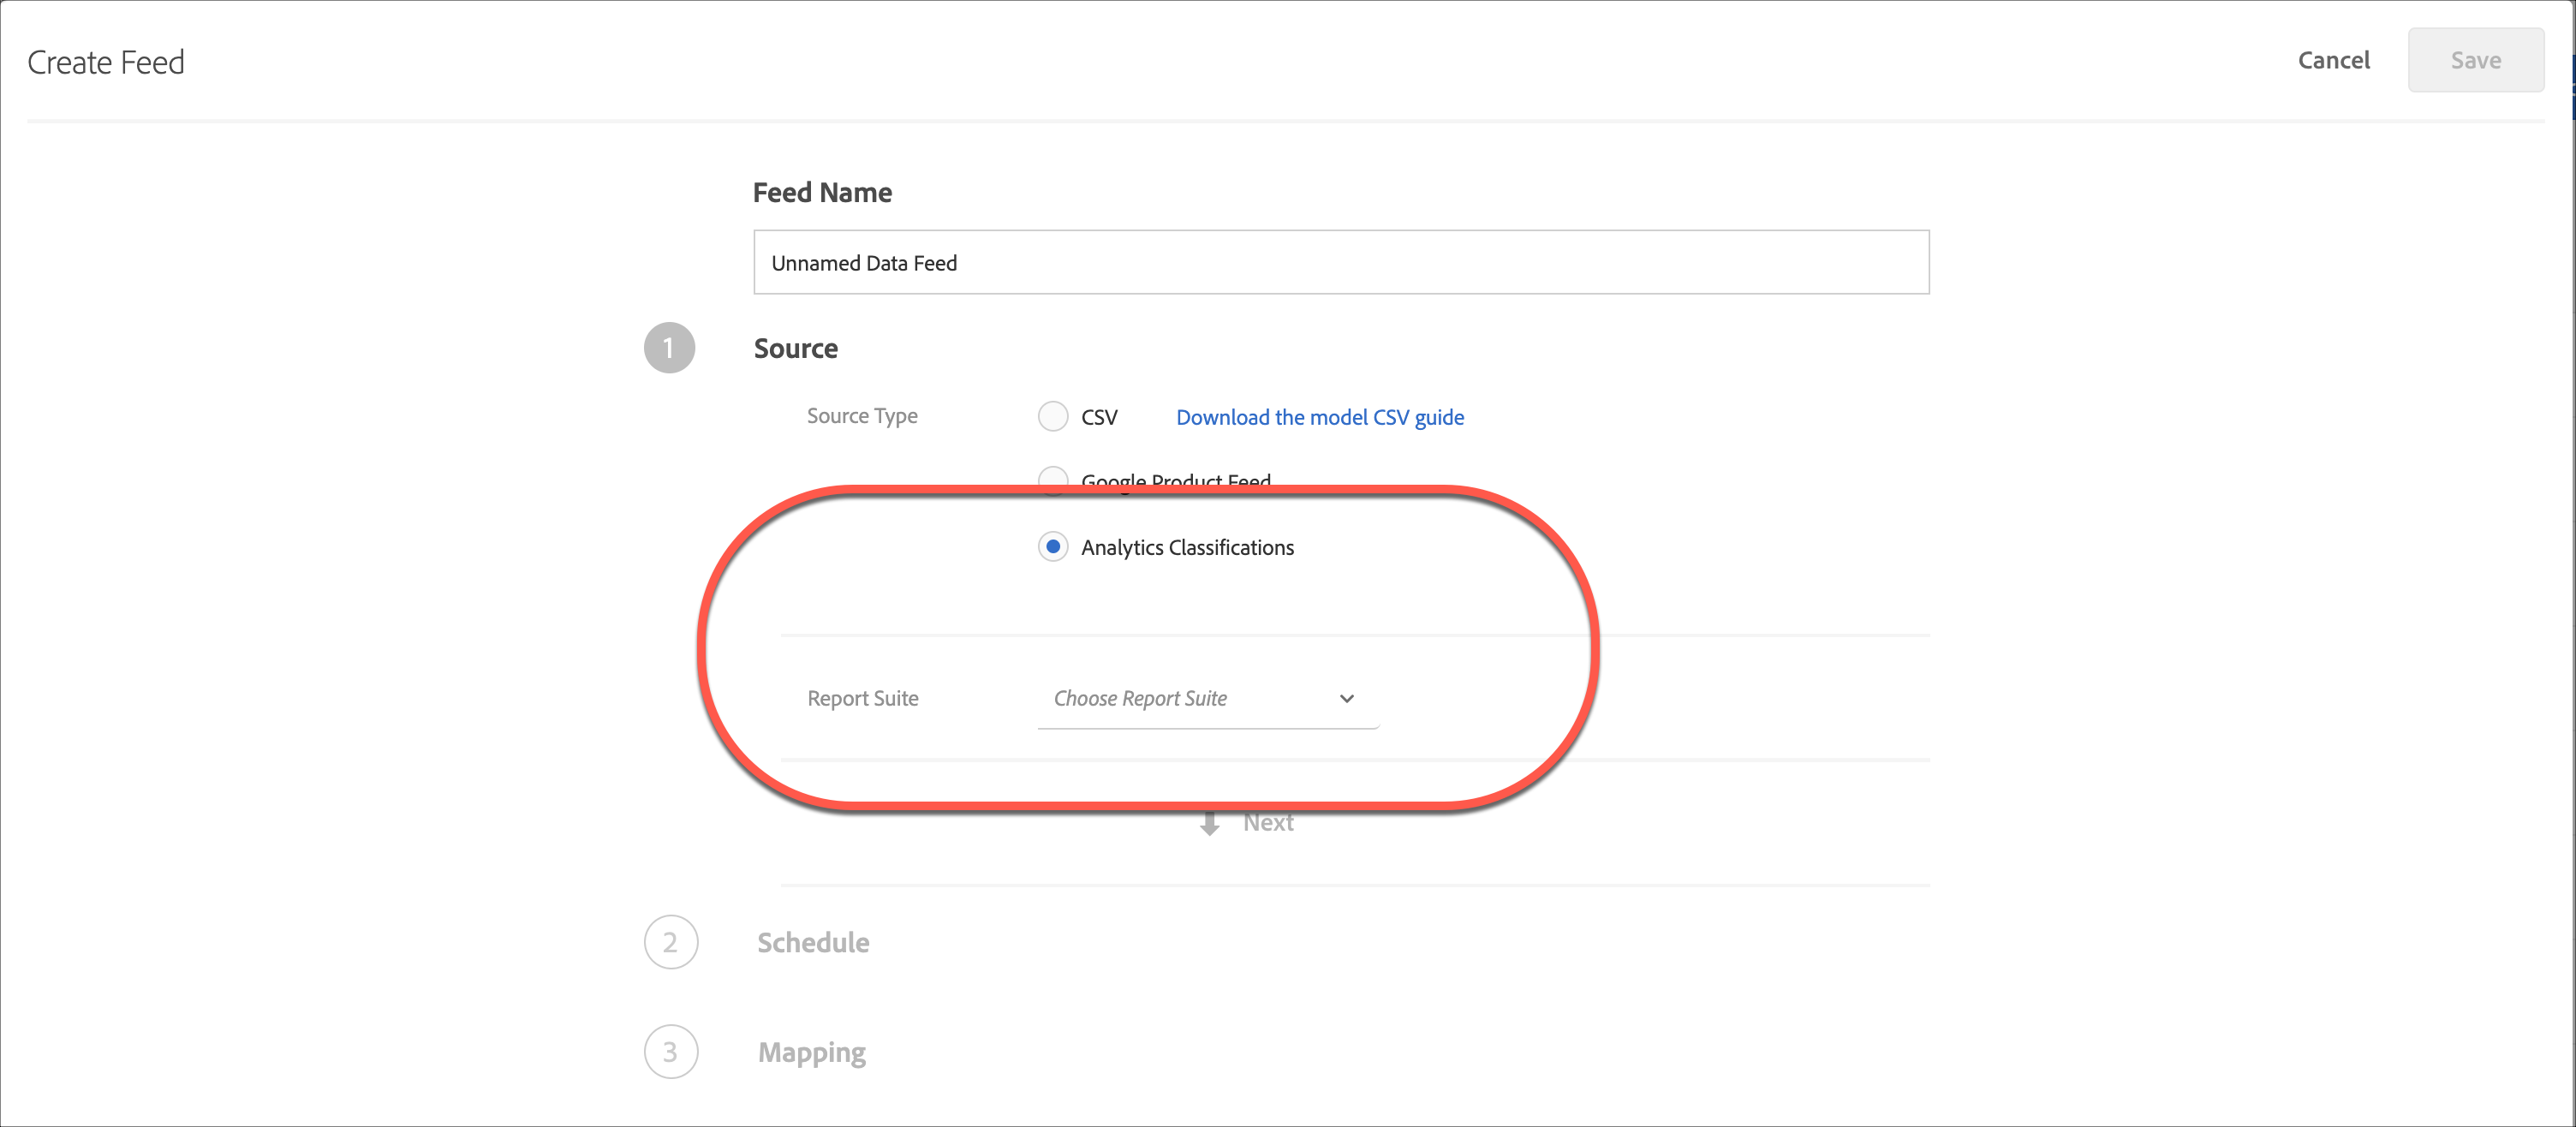 Create Feed
Cancel
Save
Feed Name
Unnamed Data Feed
1
Source
Source Type
CSV
Download the model CSV guide
Google Product Feed
Analytics Classifications
Report Suite
Choose Report Suite
Next
2
Schedule
3
Mapping